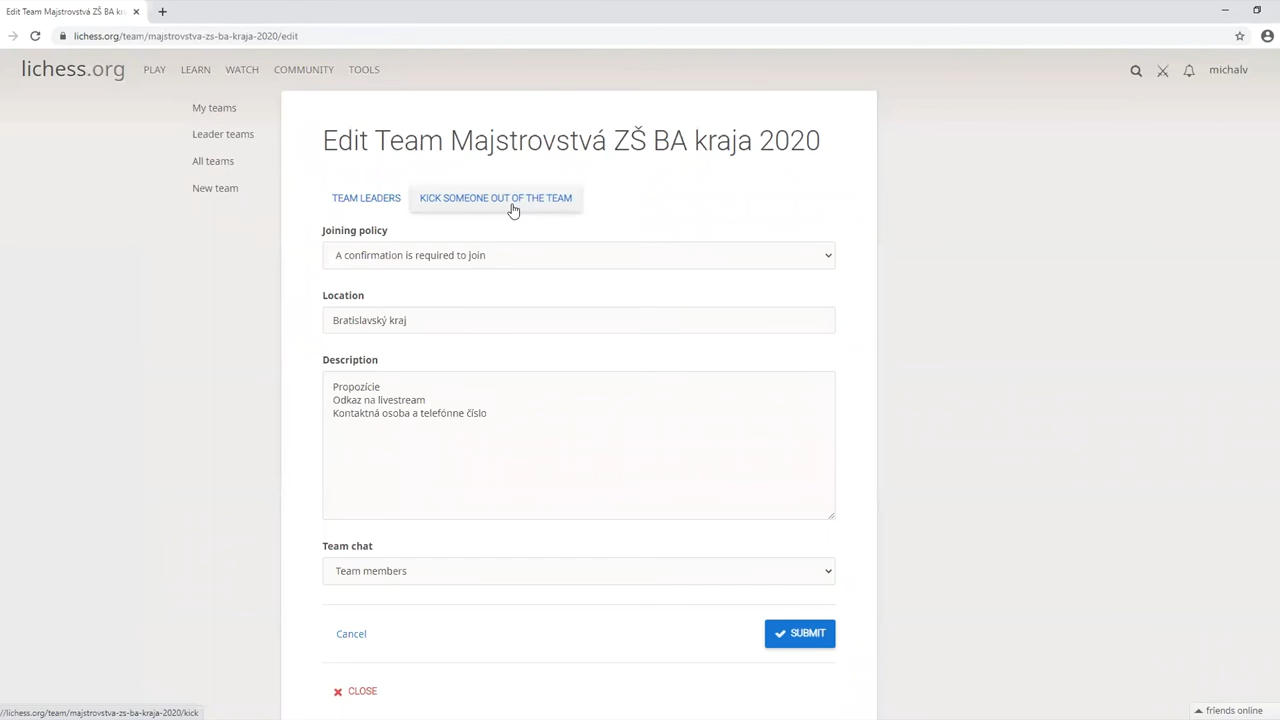 Edit Team Majstrovstvá ZŠ BA kr
lichess.org/team/majstrovstva-zs-ba-kraja-2020/edit
lichess.org PLAY LEARN WATCH COMMUNITY TOOLS michalv
My teams
Leader teams
All teams
New team
Edit Team Majstrovstvá ZŠ BA kraja 2020
TEAM LEADERS KICK SOMEONE OUT OF THE TEAM
Joining policy
A confirmation is required to join
Location
Bratislavský kraj
Description
Propozície
Odkaz na livestream
Kontaktná osoba a telefónne číslo
Team chat
Team members
Cancel SUBMIT
CLOSE
//lichess.org/team/majstrovstva-zs-ba-kraja-2020/kick
friends online